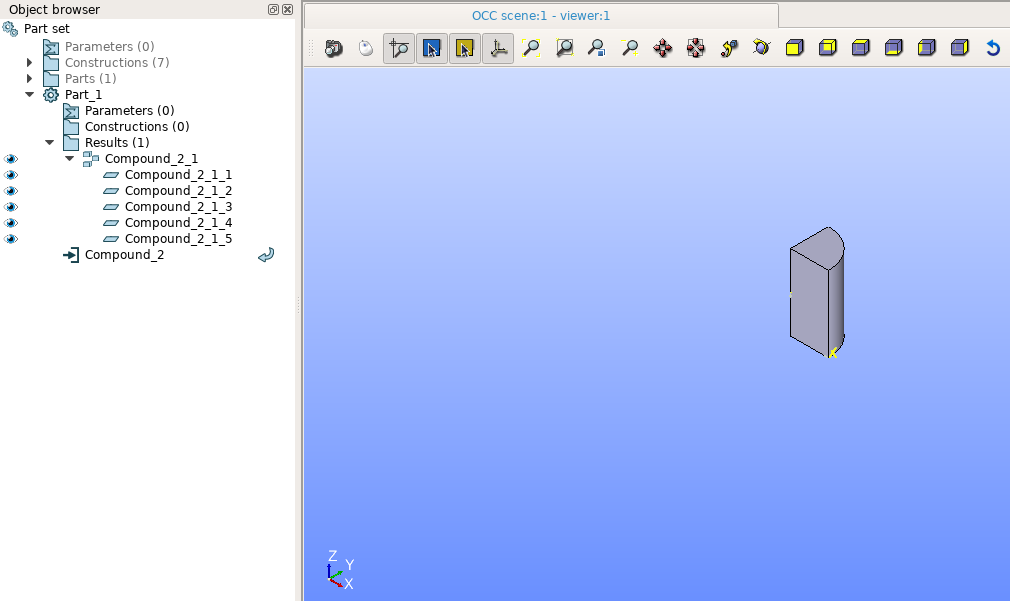 Object browser
Part set
Parameters (0)
Constructions (7)
Parts (1)
Part_1
Parameters (0)
Constructions (0)
Results (1)
Compound_2_1
Compound_2_1_1
Compound_2_1_2
Compound_2_1_3
Compound_2_1_4
Compound_2_1_5
Compound_2
OCC scene:1 - viewer:1
X
Z
Y
X